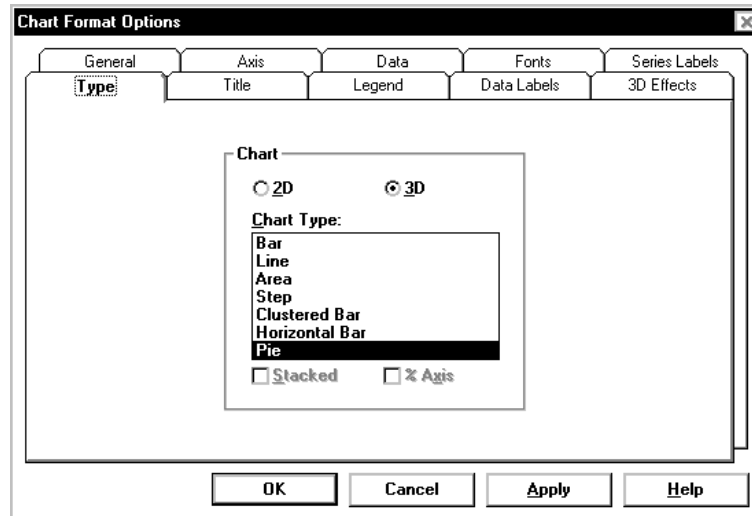 Chart Format Options
General Axis Data Fonts Series Labels
Type Title Legend Data Labels 3D Effects
Chart
2D 3D
Chart Type:
Bar
Line
Area
Step
Clustered Bar
Horizontal Bar
Pie
Stacked % Axis
OK Cancel Apply Help